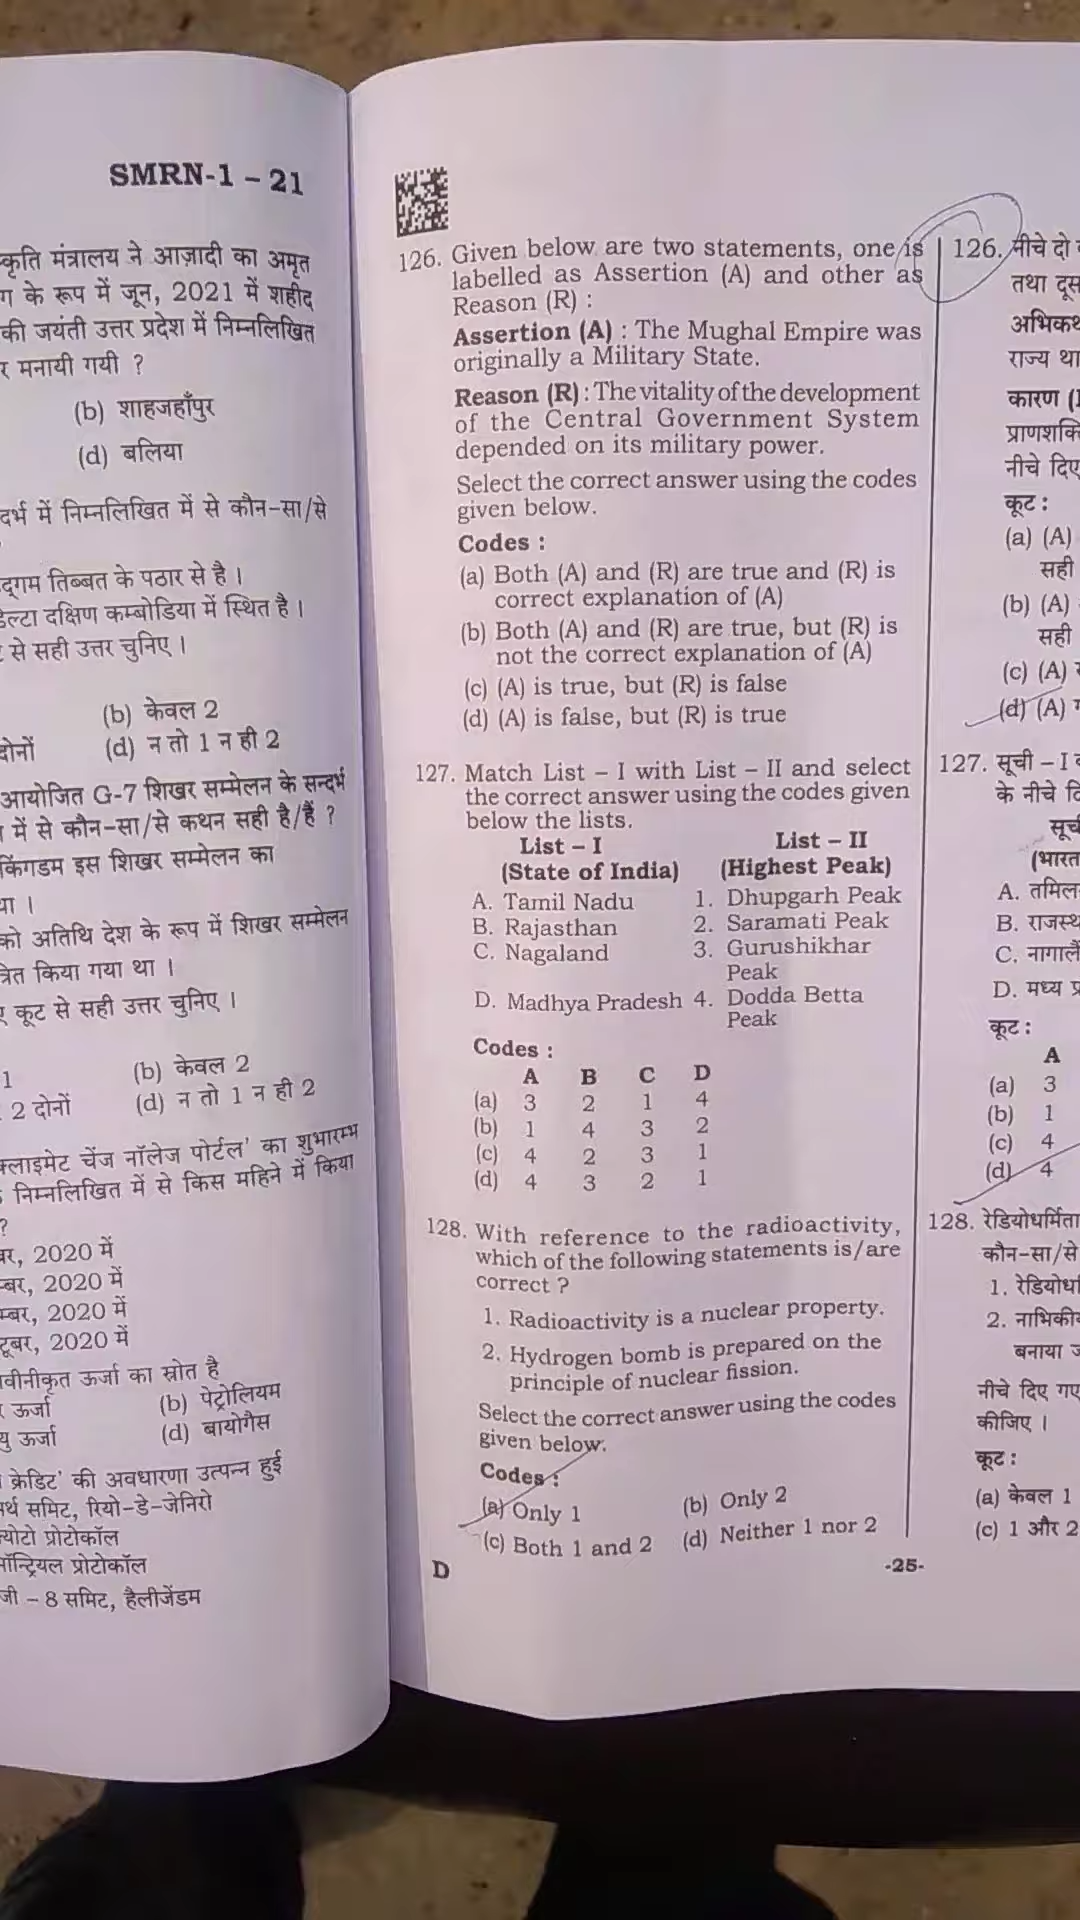 SMRN-1 – 21
कृति मंत्रालय ने आज़ादी का अमृत
ग के रूप में जून, 2021 में शहीद
की जयंती उत्तर प्रदेश में निम्नलिखित
र मनायी गयी ?
(b) शाहजहाँपुर
(d) बलिया
दर्भ में निम्नलिखित में से कौन-सा/से
द्गम तिब्बत के पठार से है ।
डेल्टा दक्षिण कम्बोडिया में स्थित है ।
से सही उत्तर चुनिए ।
(b) केवल 2
दोनों (d) न तो 1 न ही 2
आयोजित G-7 शिखर सम्मेलन के सन्दर्भ
में से कौन-सा/से कथन सही है/हैं ?
किंगडम इस शिखर सम्मेलन का
था ।
को अतिथि देश के रूप में शिखर सम्मेलन
त्रित किया गया था ।
कूट से सही उत्तर चुनिए ।
1 (b) केवल 2
2 दोनों (d) न तो 1 न ही 2
क्लाइमेट चेंज नॉलेज पोर्टल' का शुभारम्भ
निम्नलिखित में से किस महिने में किया
?
बर, 2020 में
म्बर, 2020 में
म्बर, 2020 में
टूबर, 2020 में
वीनीकृत ऊर्जा का स्रोत है
ऊर्जा (b) पेट्रोलियम
यु ऊर्जा (d) बायोगैस
क्रेडिट' की अवधारणा उत्पन्न हुई
र्थ समिट, रियो-डे-जेनिरो
योटो प्रोटोकॉल
मॉन्ट्रियल प्रोटोकॉल
जी – 8 समिट, हैलीजेंडम
126. Given below are two statements, one is
labelled as Assertion (A) and other as
Reason (R) :
Assertion (A) : The Mughal Empire was
originally a Military State.
Reason (R) : The vitality of the development
of the Central Government System
depended on its military power.
Select the correct answer using the codes
given below.
Codes :
(a) Both (A) and (R) are true and (R) is
correct explanation of (A)
(b) Both (A) and (R) are true, but (R) is
not the correct explanation of (A)
(c) (A) is true, but (R) is false
(d) (A) is false, but (R) is true
127. Match List – I with List – II and select
the correct answer using the codes given
below the lists.
List – I List – II
(State of India) (Highest Peak)
A. Tamil Nadu 1. Dhupgarh Peak
B. Rajasthan 2. Saramati Peak
C. Nagaland 3. Gurushikhar
Peak
D. Madhya Pradesh 4. Dodda Betta
Peak
Codes :
A B C D
(a) 3 2 1 4
(b) 1 4 3 2
(c) 4 2 3 1
(d) 4 3 2 1
128. With reference to the radioactivity,
which of the following statements is/are
correct ?
1. Radioactivity is a nuclear property.
2. Hydrogen bomb is prepared on the
principle of nuclear fission.
Select the correct answer using the codes
given below.
Codes :
(a) Only 1 (b) Only 2
(c) Both 1 and 2 (d) Neither 1 nor 2
D -25-
126. नीचे दो
तथा दूस
अभिकथ
राज्य था
कारण (
प्राणशक्ति
नीचे दिए
कूट :
(a) (A)
सही
(b) (A)
सही
(c) (A)
(d) (A)
127. सूची – I
के नीचे दि
सूची
(भारत
A. तमिल
B. राजस्थ
C. नागालै
D. मध्य प्र
कूट :
A
(a) 3
(b) 1
(c) 4
(d) 4
128. रेडियोधर्मिता
कौन-सा/से
1. रेडियोध
2. नाभिकी
बनाया
नीचे दिए गए
कीजिए ।
कूट :
(a) केवल 1
(c) 1 और 2